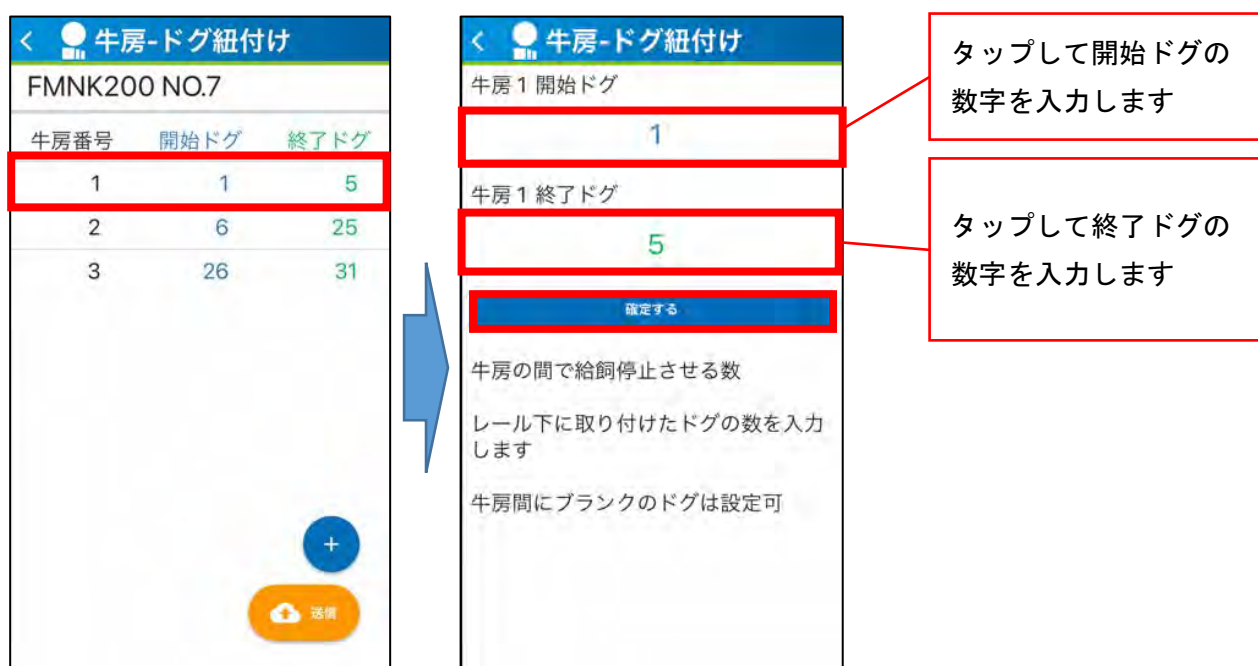 < 牛房-ドグ紐付け
FMNK200 NO.7
牛房番号 開始ドグ 終了ドグ
1 1 5
2 6 25
3 26 31
+
送信
< 牛房-ドグ紐付け
牛房1 開始ドグ
1
牛房1 終了ドグ
5
確定する
牛房の間で給餌停止させる数
レール下に取り付けたドグの数を入力
します
牛房間にブランクのドグは設定可
タップして開始ドグの
数字を入力します
タップして終了ドグの
数字を入力します